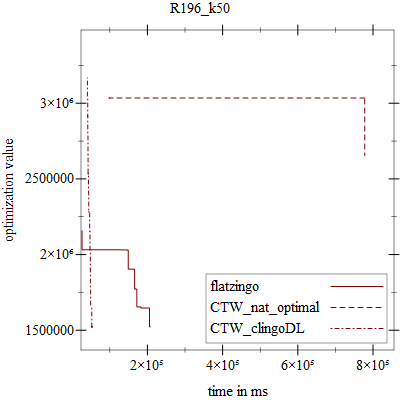 R196_k50
optimization value
3×10⁶
2500000
2×10⁶
1500000
flatzingo
CTW_nat_optimal
CTW_clingoDL
2×10⁵ 4×10⁵ 6×10⁵ 8×10⁵
time in ms